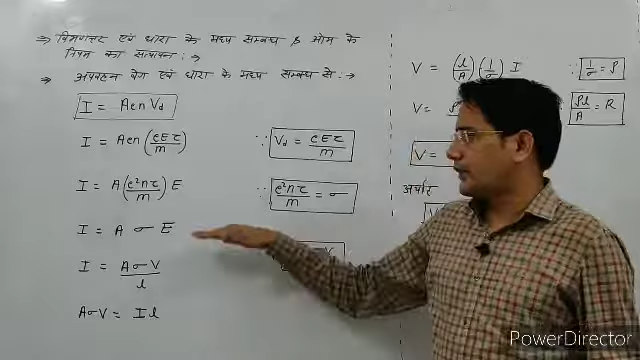 ⇒ विभवान्तर एवं धारा के मध्य सम्बन्ध & ओम के
नियम का सत्यापन :→
⇒ अपवहन वेग एवं धारा के मध्य सम्बन्ध से :→
I = Aen Vd
I = Aen (eEτ/m) ∵ Vd = eEτ/m
I = A (e²nτ/m) E ∵ e²nτ/m = σ
I = A σ E
I = AσV/l
AσV = Il
V = (l/A) (1/σ) I ∵ 1/σ = ρ
V = ρl/A = R
V =
अर्थात
PowerDirector